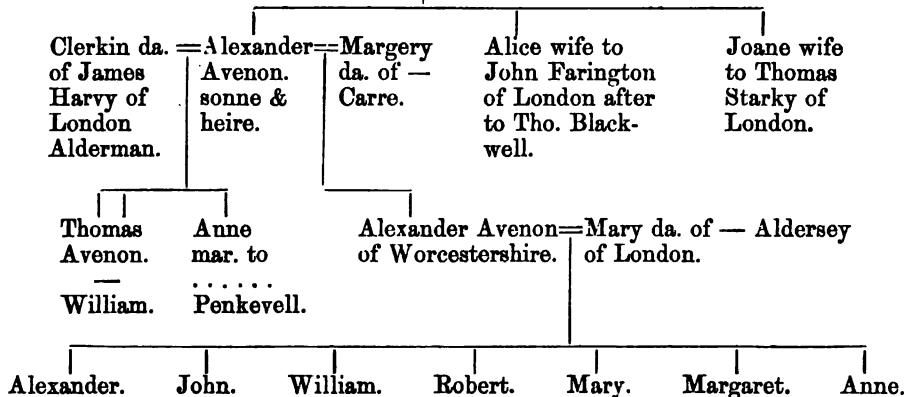 Clerkin da. = Alexander = Margery
of James Avenon. da. of —
Harvy of sonne & Carre.
London heire.
Alderman.
Alice wife to
John Farington
of London after
to Tho. Black-
well.
Joane wife
to Thomas
Starky of
London.
Thomas
Avenon.
—
William.
Anne
mar. to
. . . . . .
Penkevell.
Alexander Avenon = Mary da. of — Aldersey
of Worcestershire. of London.
Alexander. John. William. Robert. Mary. Margaret. Anne.